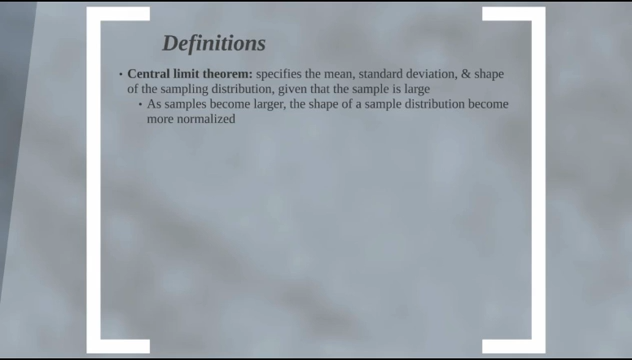 Definitions
• Central limit theorem: specifies the mean, standard deviation, & shape
of the sampling distribution, given that the sample is large
• As samples become larger, the shape of a sample distribution become
more normalized